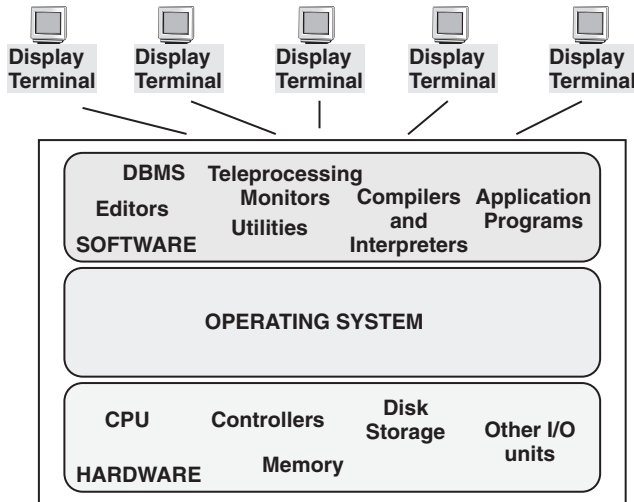 Display Terminal
Display Terminal
Display Terminal
Display Terminal
Display Terminal
DBMS
Teleprocessing Monitors
Compilers and Interpreters
Application Programs
Editors
Utilities
SOFTWARE
OPERATING SYSTEM
CPU
Controllers
Disk Storage
Other I/O units
Memory
HARDWARE